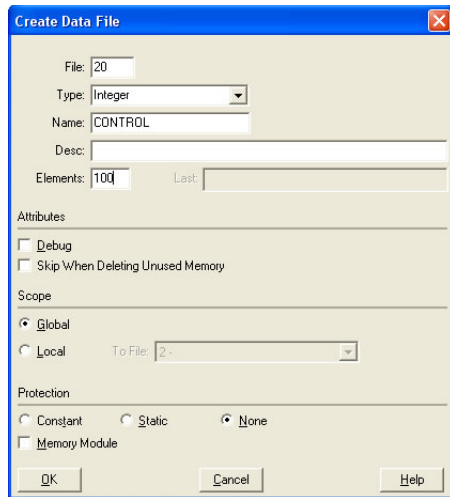 Create Data File
File: 20
Type: Integer
Name: CONTROL
Desc:
Elements: 100 Last:
Attributes
Debug
Skip When Deleting Unused Memory
Scope
Global
Local To File: 2 -
Protection
Constant Static None
Memory Module
OK Cancel Help